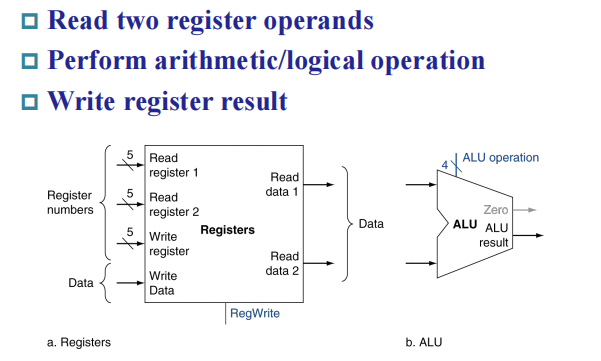 Read two register operands
Perform arithmetic/logical operation
Write register result
Register
numbers
Data
5
5
5
Read
register 1
Read
register 2
Write
register
Write
Data
Registers
Read
data 1
Read
data 2
RegWrite
Data
4
ALU operation
Zero
ALU
ALU
result
a. Registers
b. ALU